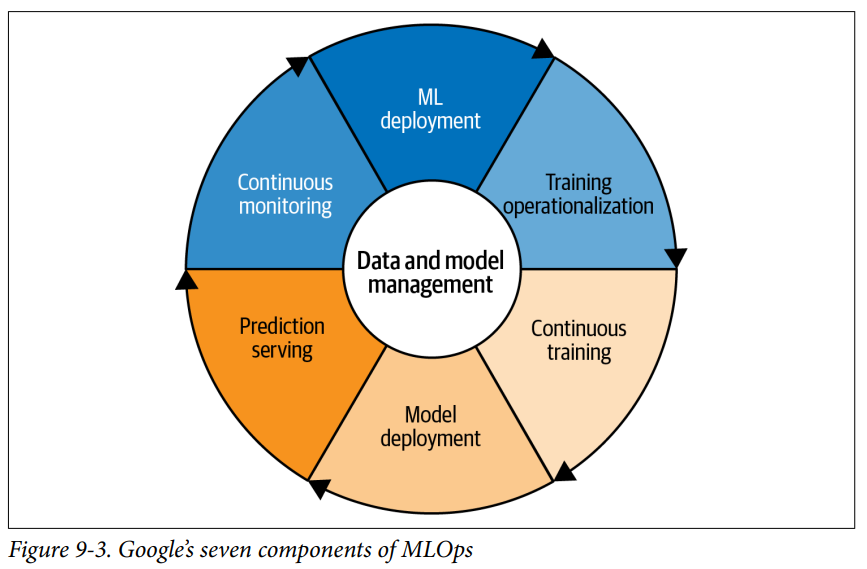 ML
deployment
Training
operationalization
Continuous
training
Model
deployment
Prediction
serving
Continuous
monitoring
Data and model
management
Figure 9-3. Google’s seven components of MLOps